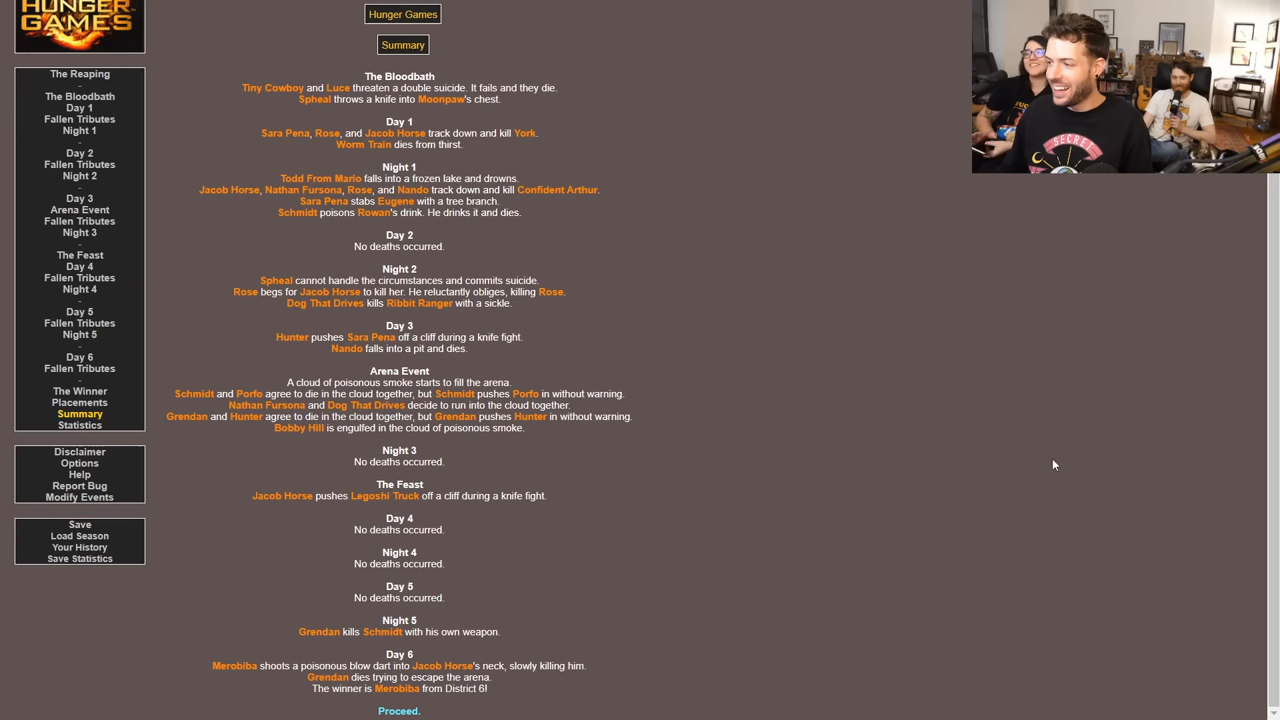 HUNGER
GAMES
The Reaping
-
The Bloodbath
Day 1
Fallen Tributes
Night 1
-
Day 2
Fallen Tributes
Night 2
-
Day 3
Arena Event
Fallen Tributes
Night 3
-
The Feast
Day 4
Fallen Tributes
Night 4
-
Day 5
Fallen Tributes
Night 5
-
Day 6
Fallen Tributes
-
The Winner
Placements
Summary
Statistics
Disclaimer
Options
Help
Report Bug
Modify Events
Save
Load Season
Your History
Save Statistics
Hunger Games
Summary
The Bloodbath
Tiny Cowboy and Luce threaten a double suicide. It fails and they die.
Spheal throws a knife into Moonpaw's chest.
Day 1
Sara Pena, Rose, and Jacob Horse track down and kill York.
Worm Train dies from thirst.
Night 1
Todd From Mario falls into a frozen lake and drowns.
Jacob Horse, Nathan Fursona, Rose, and Nando track down and kill Confident Arthur.
Sara Pena stabs Eugene with a tree branch.
Schmidt poisons Rowan's drink. He drinks it and dies.
Day 2
No deaths occurred.
Night 2
Spheal cannot handle the circumstances and commits suicide.
Rose begs for Jacob Horse to kill her. He reluctantly obliges, killing Rose.
Dog That Drives kills Ribbit Ranger with a sickle.
Day 3
Hunter pushes Sara Pena off a cliff during a knife fight.
Nando falls into a pit and dies.
Arena Event
A cloud of poisonous smoke starts to fill the arena.
Schmidt and Porfo agree to die in the cloud together, but Schmidt pushes Porfo in without warning.
Nathan Fursona and Dog That Drives decide to run into the cloud together.
Grendan and Hunter agree to die in the cloud together, but Grendan pushes Hunter in without warning.
Bobby Hill is engulfed in the cloud of poisonous smoke.
Night 3
No deaths occurred.
The Feast
Jacob Horse pushes Legoshi Truck off a cliff during a knife fight.
Day 4
No deaths occurred.
Night 4
No deaths occurred.
Day 5
No deaths occurred.
Night 5
Grendan kills Schmidt with his own weapon.
Day 6
Merobiba shoots a poisonous blow dart into Jacob Horse's neck, slowly killing him.
Grendan dies trying to escape the arena.
The winner is Merobiba from District 6!
Proceed.
SECRET